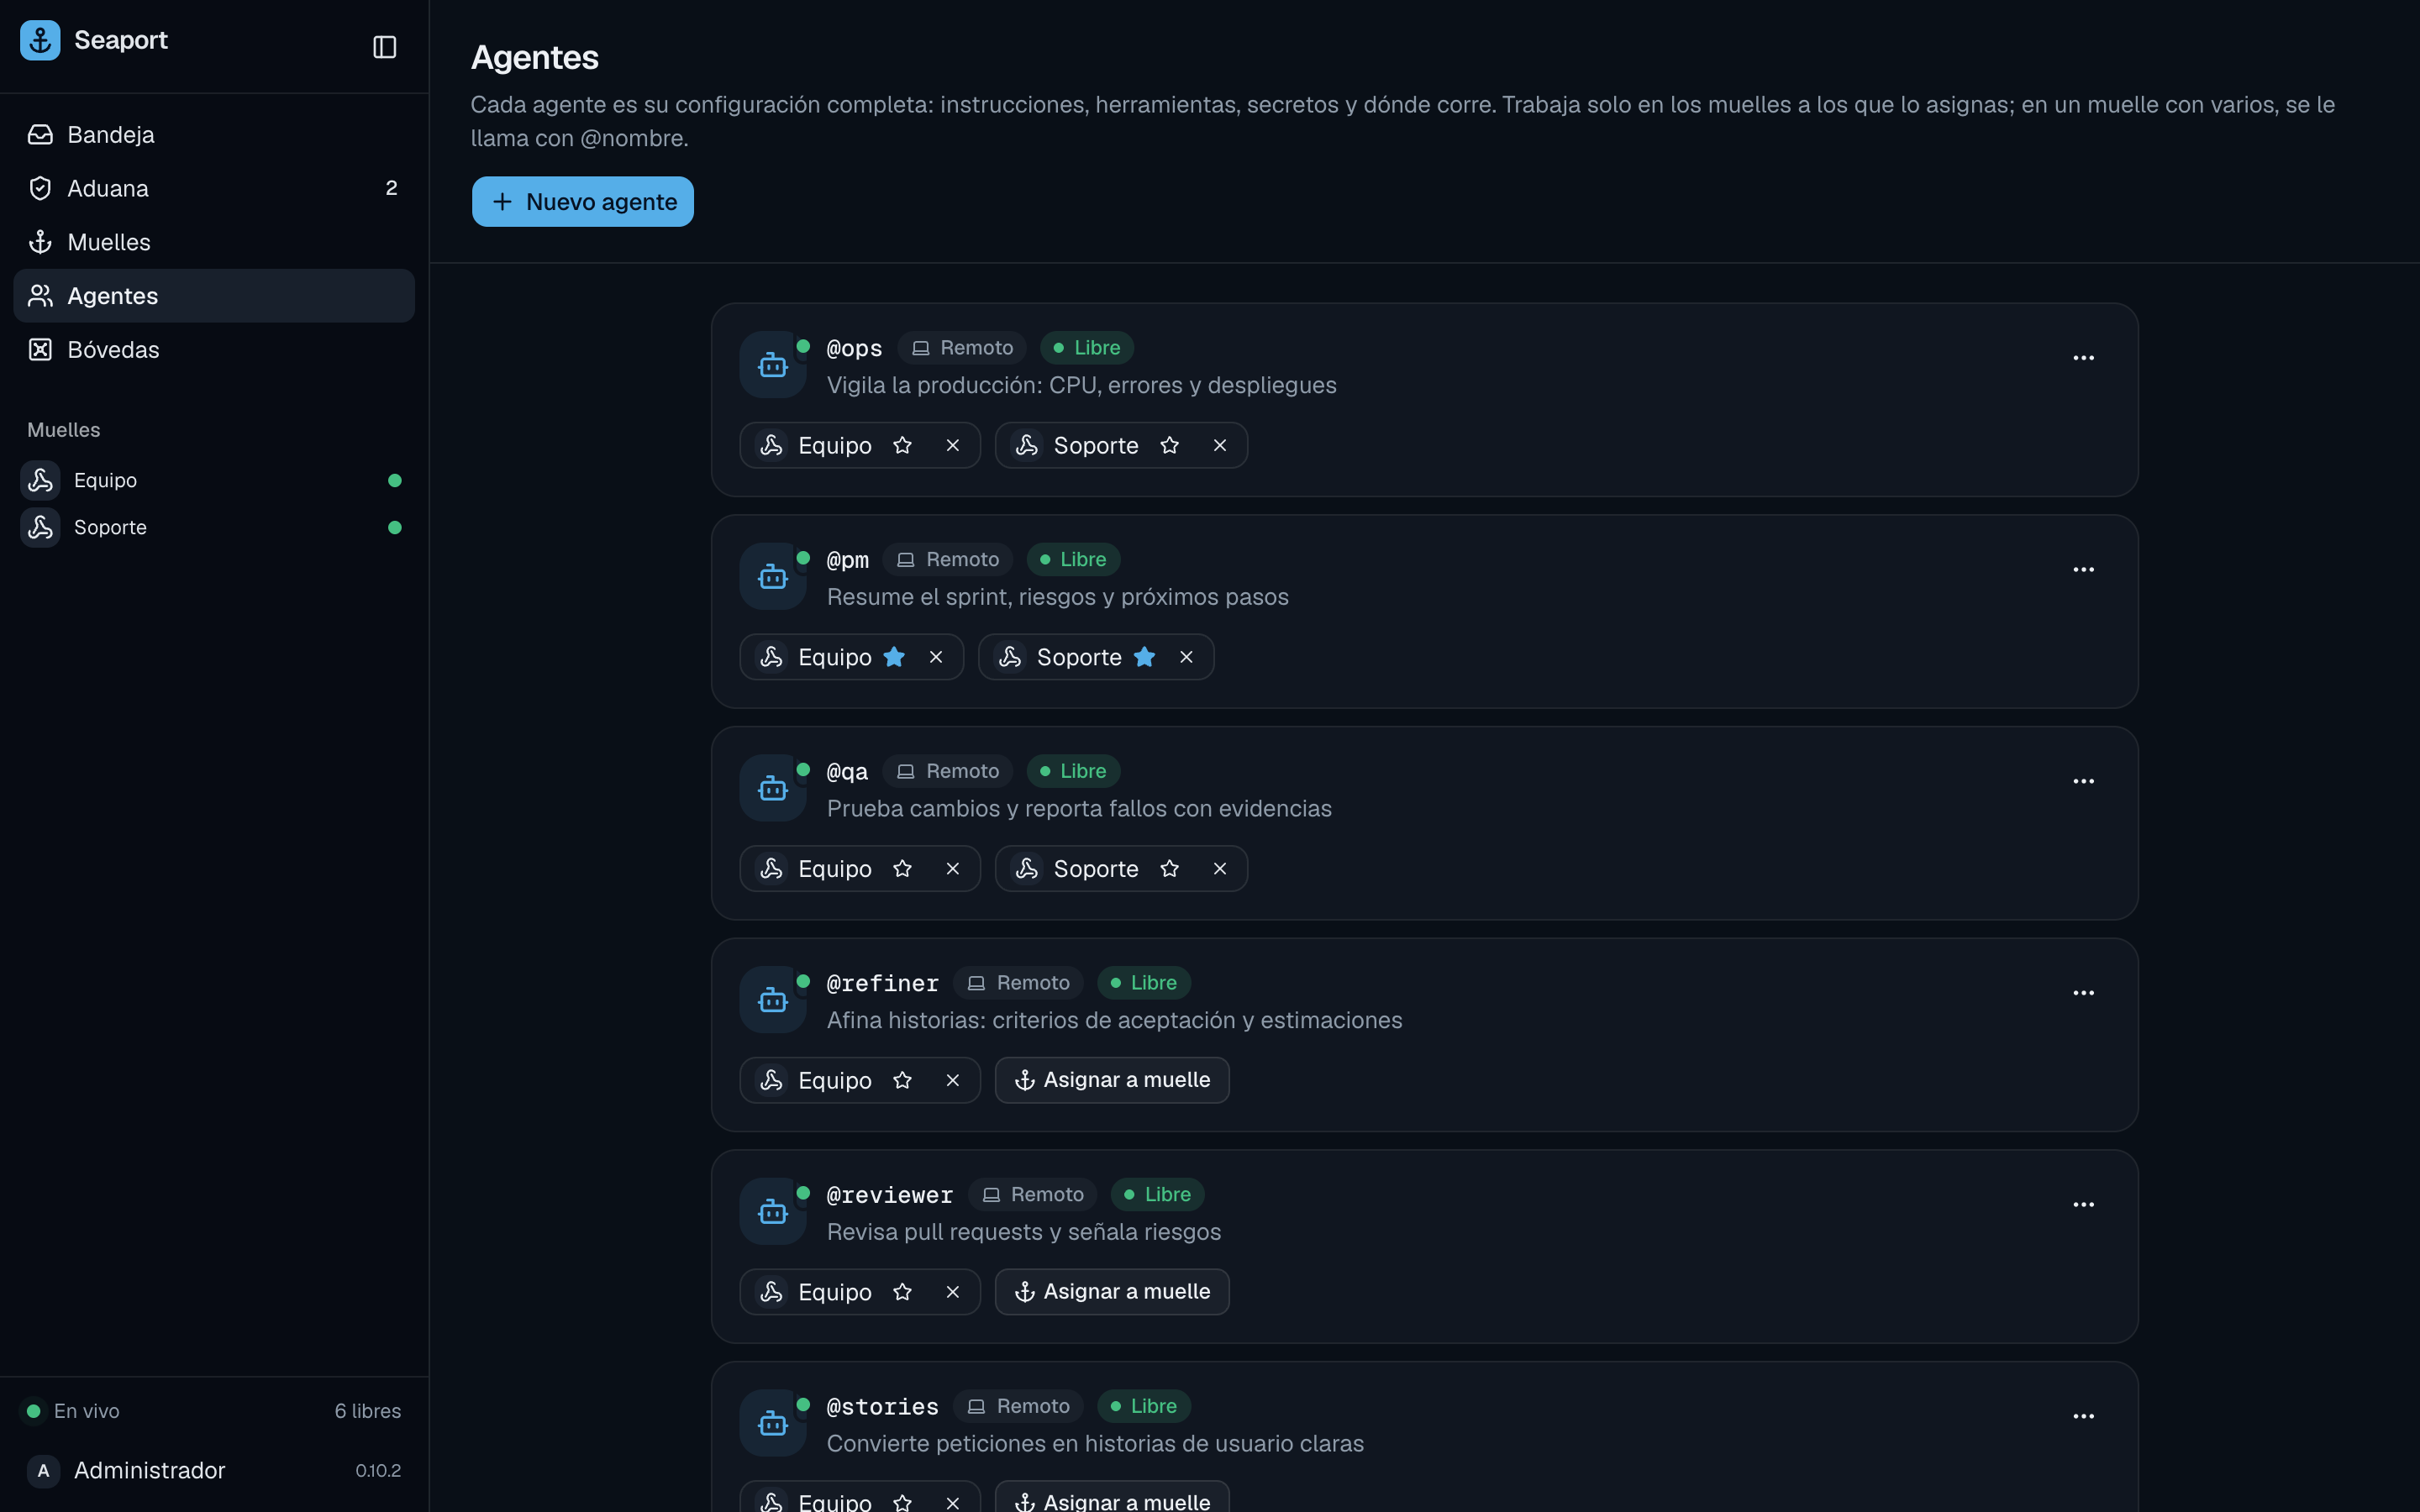 Seaport
Bandeja
Aduana 2
Muelles
Agentes
Bóvedas
Muelles
Equipo
Soporte
En vivo 6 libres
A Administrador 0.10.2
Agentes
Cada agente es su configuración completa: instrucciones, herramientas, secretos y dónde corre. Trabaja solo en los muelles a los que lo asignas; en un muelle con varios, se le
llama con @nombre.
Nuevo agente
@ops Remoto Libre
Vigila la producción: CPU, errores y despliegues
Equipo Soporte
@pm Remoto Libre
Resume el sprint, riesgos y próximos pasos
Equipo Soporte
@qa Remoto Libre
Prueba cambios y reporta fallos con evidencias
Equipo Soporte
@refiner Remoto Libre
Afina historias: criterios de aceptación y estimaciones
Equipo Asignar a muelle
@reviewer Remoto Libre
Revisa pull requests y señala riesgos
Equipo Asignar a muelle
@stories Remoto Libre
Convierte peticiones en historias de usuario claras
Equipo Asignar a muelle